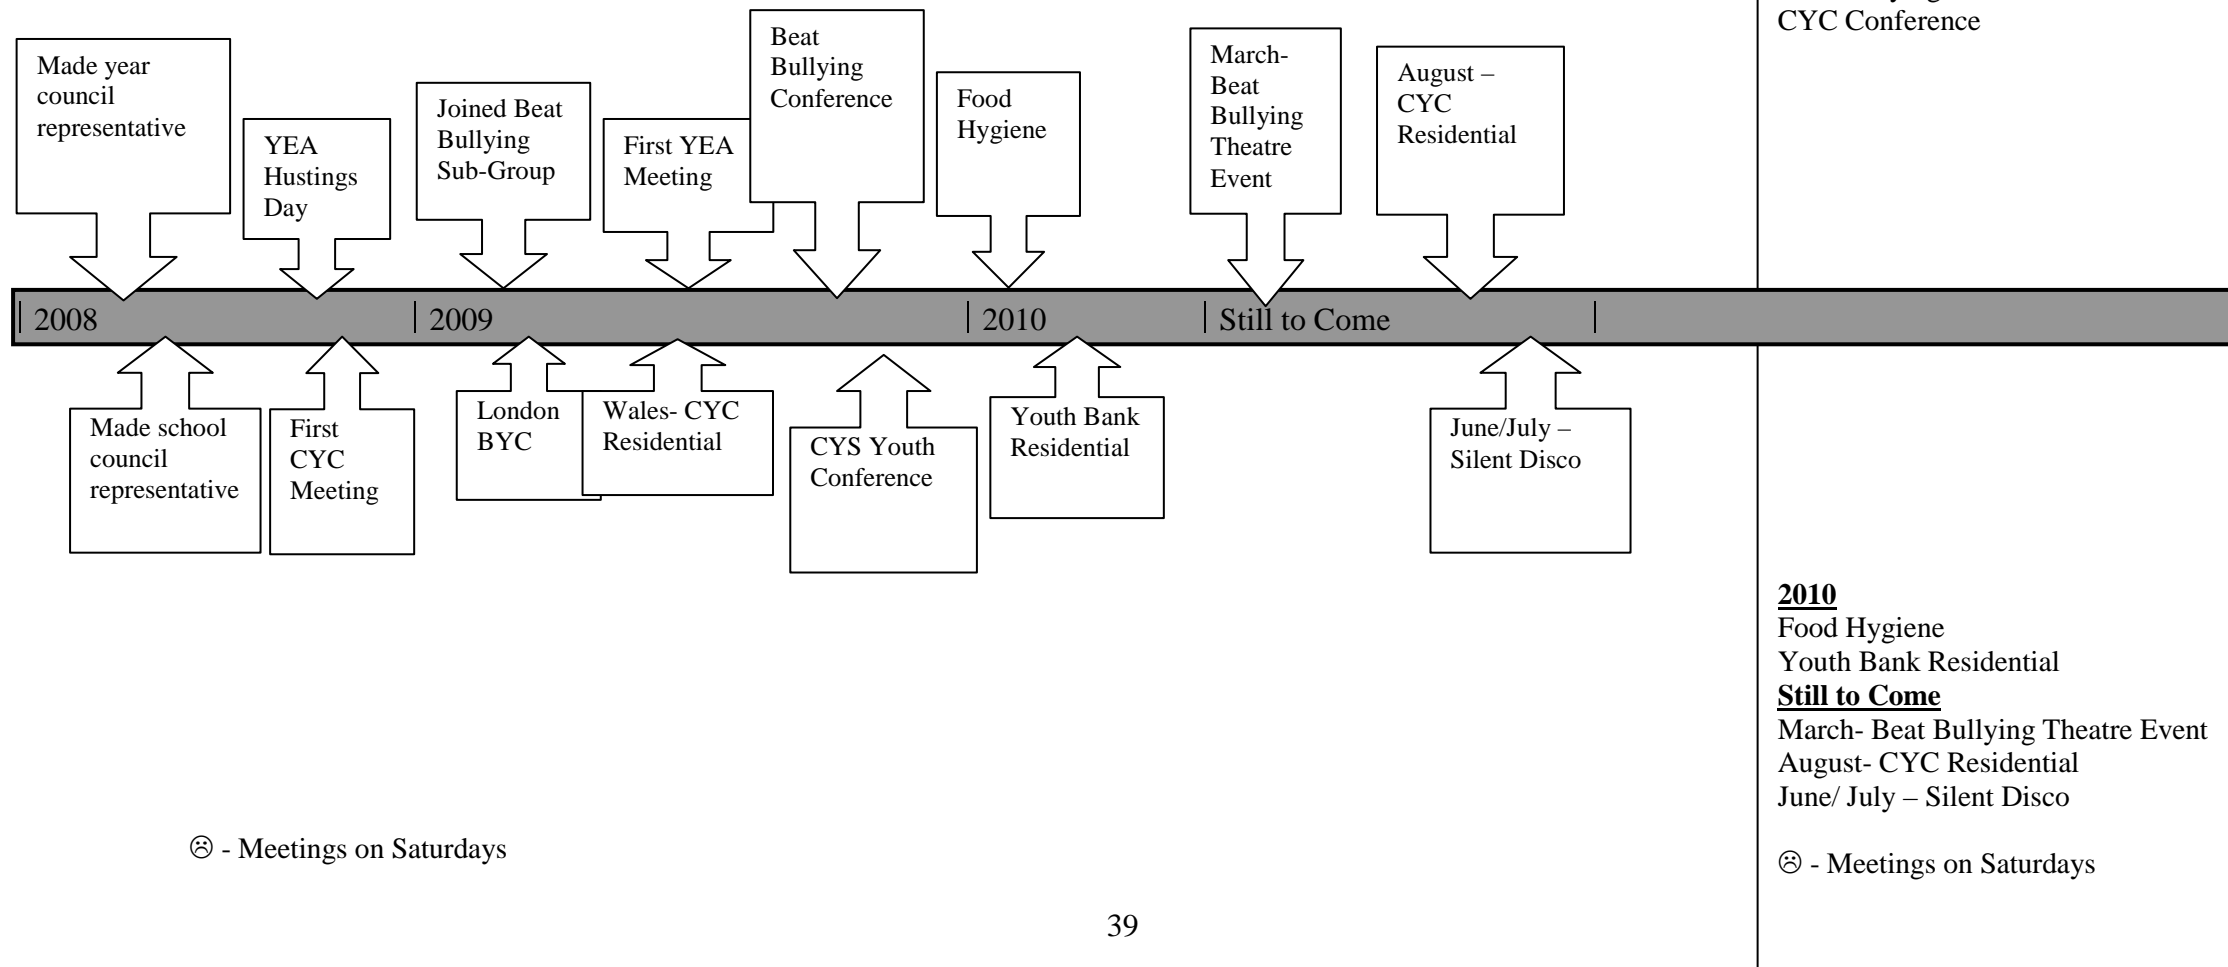 Made year
council
representative
YEA
Hustings
Day
Joined Beat
Bullying
Sub-Group
First YEA
Meeting
Beat
Bullying
Conference
Food
Hygiene
March-
Beat
Bullying
Theatre
Event
August –
CYC
Residential
2008
2009
2010
Still to Come
Made school
council
representative
First
CYC
Meeting
London
BYC
Wales- CYC
Residential
CYS Youth
Conference
Youth Bank
Residential
June/July –
Silent Disco
☹ - Meetings on Saturdays
CYC Conference
2010
Food Hygiene
Youth Bank Residential
Still to Come
March- Beat Bullying Theatre Event
August- CYC Residential
June/ July – Silent Disco
☹ - Meetings on Saturdays
39